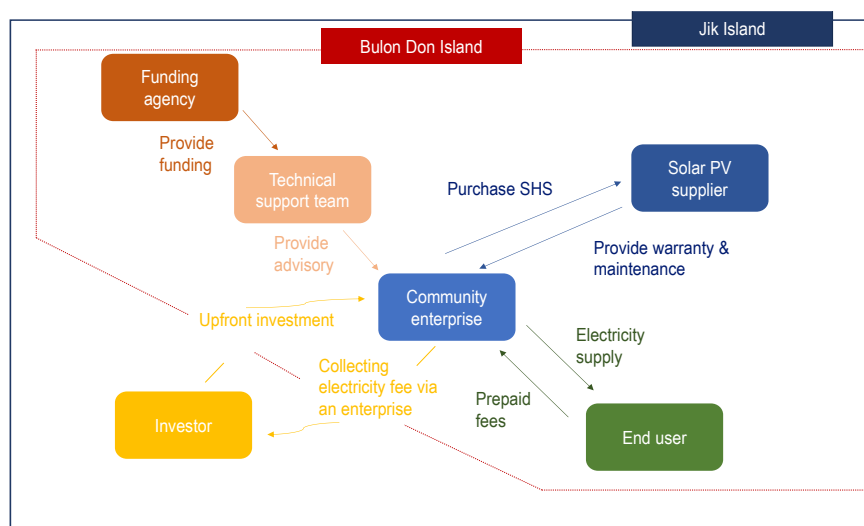 Jik Island
Bulon Don Island
Funding
agency
Provide
funding
Technical
support team
Solar PV
supplier
Purchase SHS
Provide
advisory
Provide warranty &
maintenance
Community
enterprise
Upfront investment
Electricity
supply
Collecting
electricity fee via
an enterprise
Prepaid
fees
Investor
End user